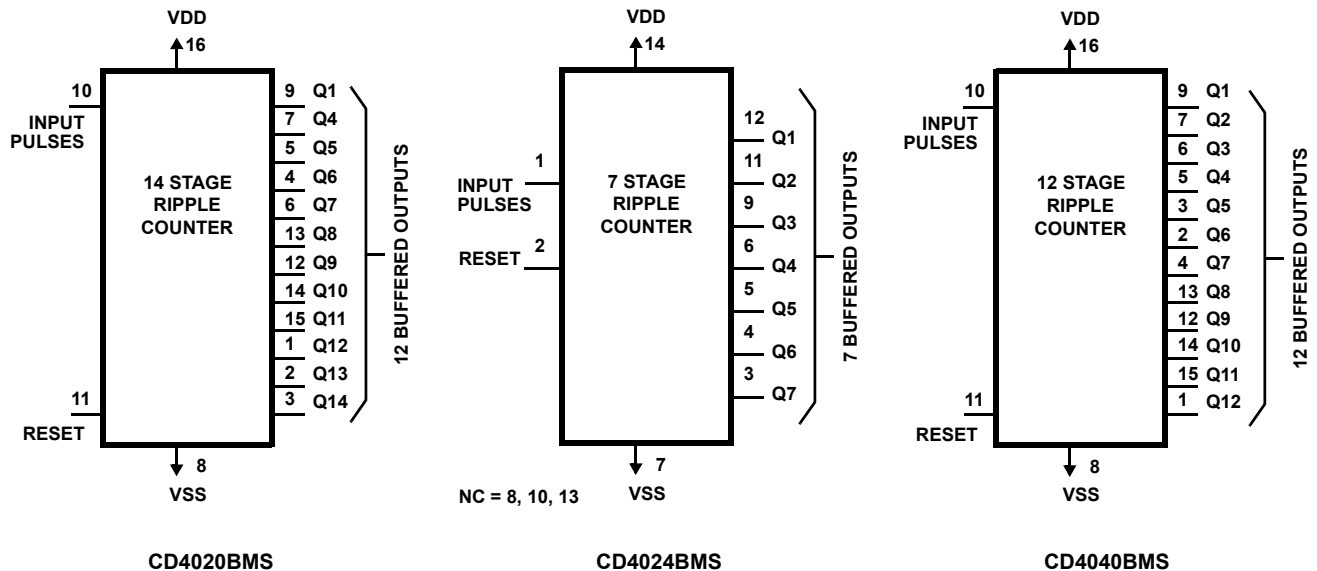 VDD
16
10
INPUT
PULSES
14 STAGE
RIPPLE
COUNTER
11
RESET
9 Q1
7 Q4
5 Q5
4 Q6
6 Q7
13 Q8
12 Q9
14 Q10
15 Q11
1 Q12
2 Q13
3 Q14
12 BUFFERED OUTPUTS
8
VSS
CD4020BMS
VDD
14
1
INPUT
PULSES
2
RESET
7 STAGE
RIPPLE
COUNTER
12
Q1
11
Q2
9
Q3
6
Q4
5
Q5
4
Q6
3
Q7
7 BUFFERED OUTPUTS
7
VSS
NC = 8, 10, 13
CD4024BMS
VDD
16
10
INPUT
PULSES
12 STAGE
RIPPLE
COUNTER
11
RESET
9 Q1
7 Q2
6 Q3
5 Q4
3 Q5
2 Q6
4 Q7
13 Q8
12 Q9
14 Q10
15 Q11
1 Q12
12 BUFFERED OUTPUTS
8
VSS
CD4040BMS